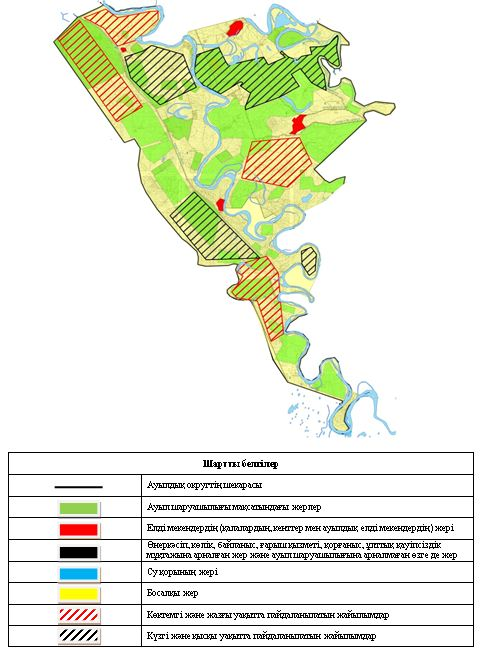 Шартты белгілер
Ауылдық округтің шекарасы
Ауыл шаруашылығы мақсатындағы жерлер
Елді мекендердің (қалалардың, кенттер мен ауылдық елді мекендердің) жері
Өнеркәсіп, көлік, байланыс, ғарыш қызметі, қорғаныс, ұлттық қауіпсіздік
мұқтажына арналған жер және ауыл шаруашылығына арналмаған өзге де жер
Су қорының жері
Босалқы жер
Көктемгі және жазғы уақытта пайдаланылатын жайылымдар
Күзгі және қысқы уақытта пайдаланылатын жайылымдар